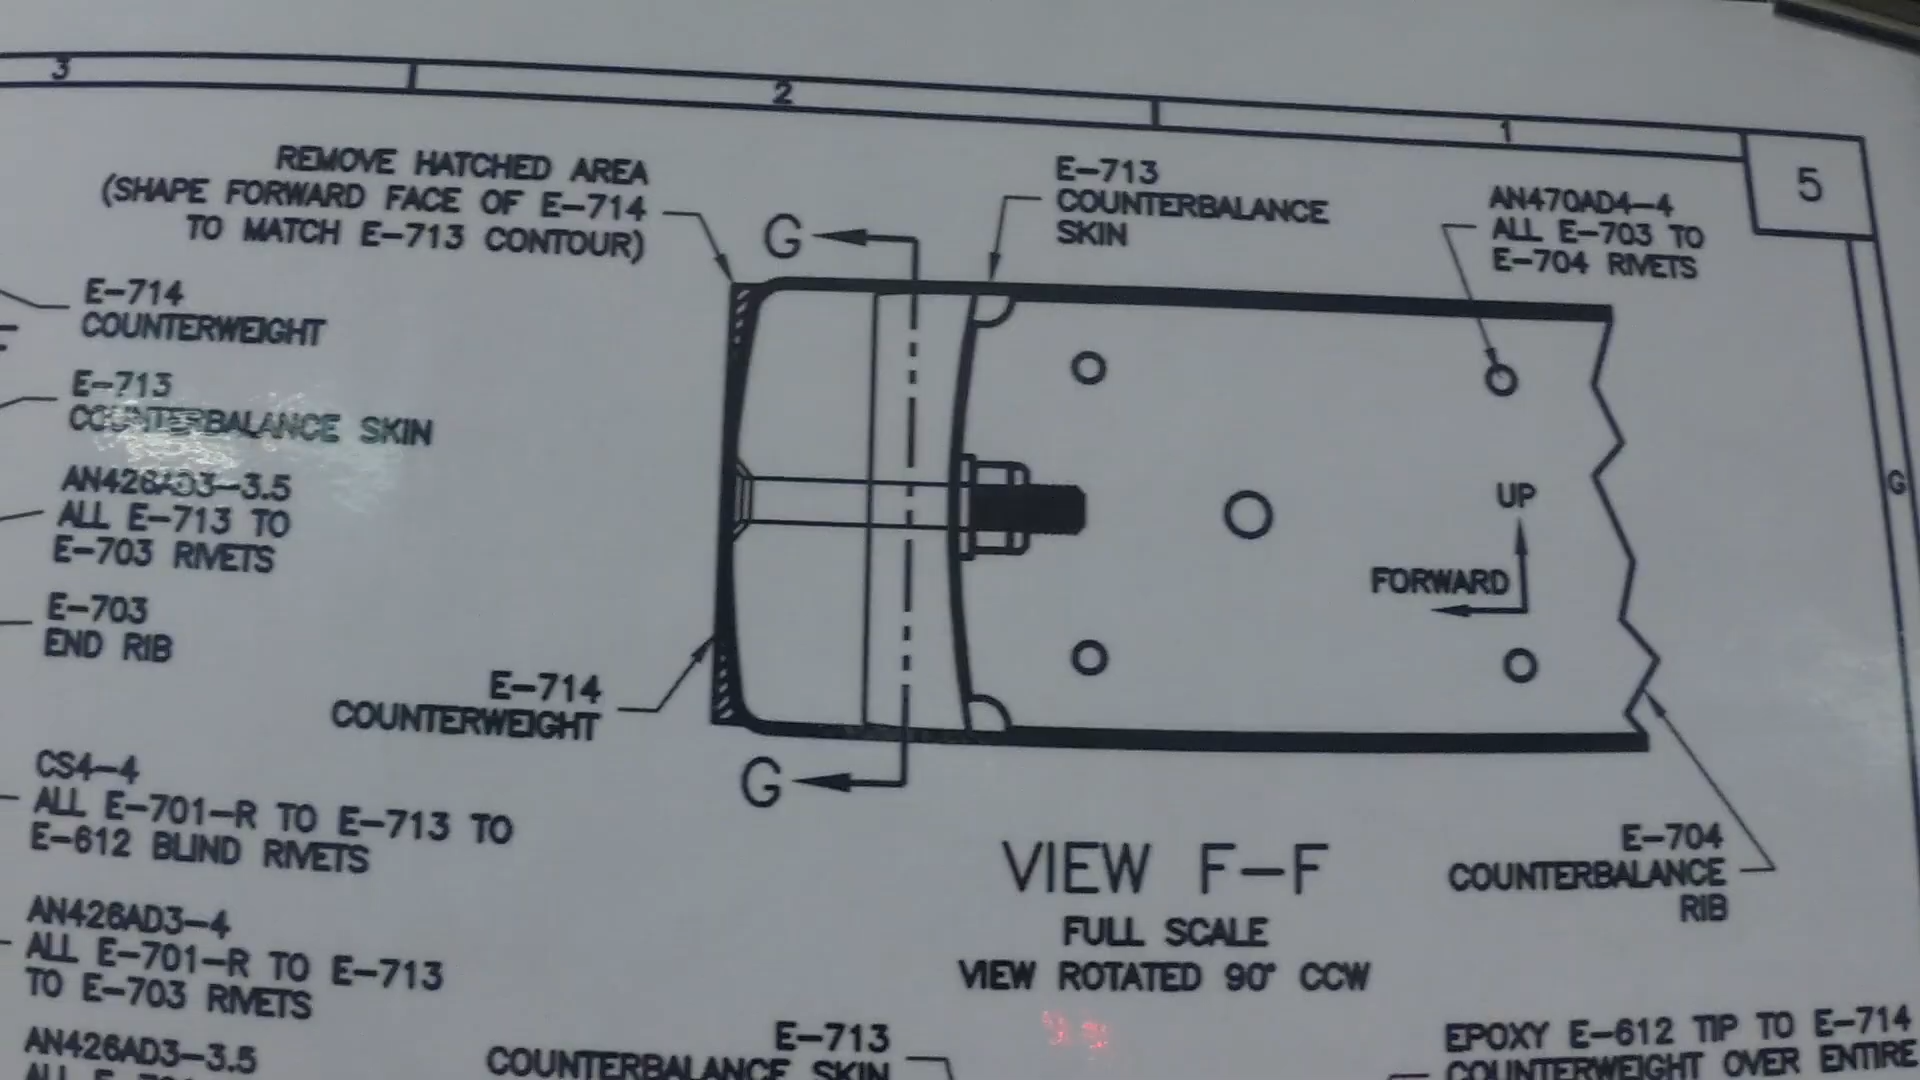 3
2
1
5
REMOVE HATCHED AREA
(SHAPE FORWARD FACE OF E-714
TO MATCH E-713 CONTOUR)
G
E-713
COUNTERBALANCE
SKIN
AN470AD4-4
ALL E-703 TO
E-704 RIVETS
E-714
COUNTERWEIGHT
E-713
COUNTERBALANCE SKIN
AN426AD3-3.5
ALL E-713 TO
E-703 RIVETS
G
UP
FORWARD
E-703
END RIB
E-714
COUNTERWEIGHT
G
CS4-4
ALL E-701-R TO E-713 TO
E-612 BLIND RIVETS
VIEW F-F
FULL SCALE
VIEW ROTATED 90° CCW
E-704
COUNTERBALANCE
RIB
AN426AD3-4
ALL E-701-R TO E-713
TO E-703 RIVETS
AN426AD3-3.5
E-713
COUNTERBALANCE SKIN
EPOXY E-612 TIP TO E-714
COUNTERWEIGHT OVER ENTIRE